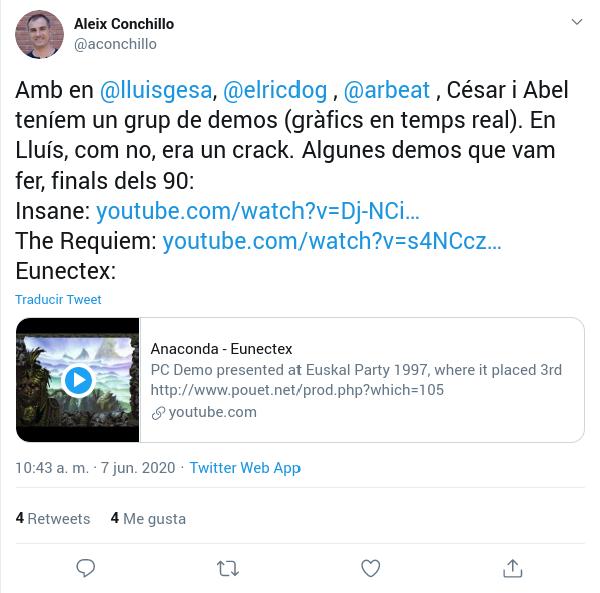 Aleix Conchillo
@aconchillo
Amb en @lluisgesa, @elricdog , @arbeat , César i Abel
teníem un grup de demos (gràfics en temps real). En
Lluís, com no, era un crack. Algunes demos que vam
fer, finals dels 90:
Insane: youtube.com/watch?v=Dj-NCi…
The Requiem: youtube.com/watch?v=s4NCcz…
Eunectex:
Traducir Tweet
Anaconda - Eunectex
PC Demo presented at Euskal Party 1997, where it placed 3rd
http://www.pouet.net/prod.php?which=105
youtube.com
10:43 a. m. · 7 jun. 2020 · Twitter Web App
4 Retweets 4 Me gusta